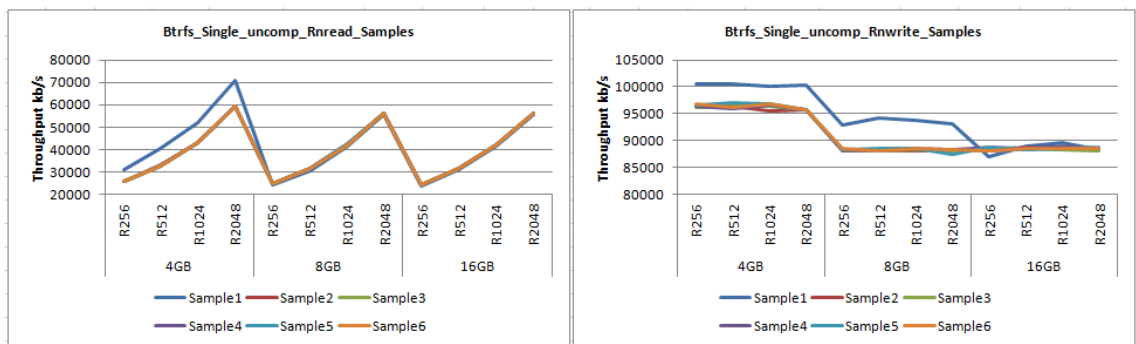 Btrfs_Single_uncomp_Rnread_Samples
Throughput kb/s
80000
70000
60000
50000
40000
30000
20000
R256 R512 R1024 R2048 R256 R512 R1024 R2048 R256 R512 R1024 R2048
4GB 8GB 16GB
Sample1 Sample2 Sample3
Sample4 Sample5 Sample6
Btrfs_Single_uncomp_Rnwrite_Samples
Throughput kb/s
105000
100000
95000
90000
85000
80000
R256 R512 R1024 R2048 R256 R512 R1024 R2048 R256 R512 R1024 R2048
4GB 8GB 16GB
Sample1 Sample2 Sample3
Sample4 Sample5 Sample6